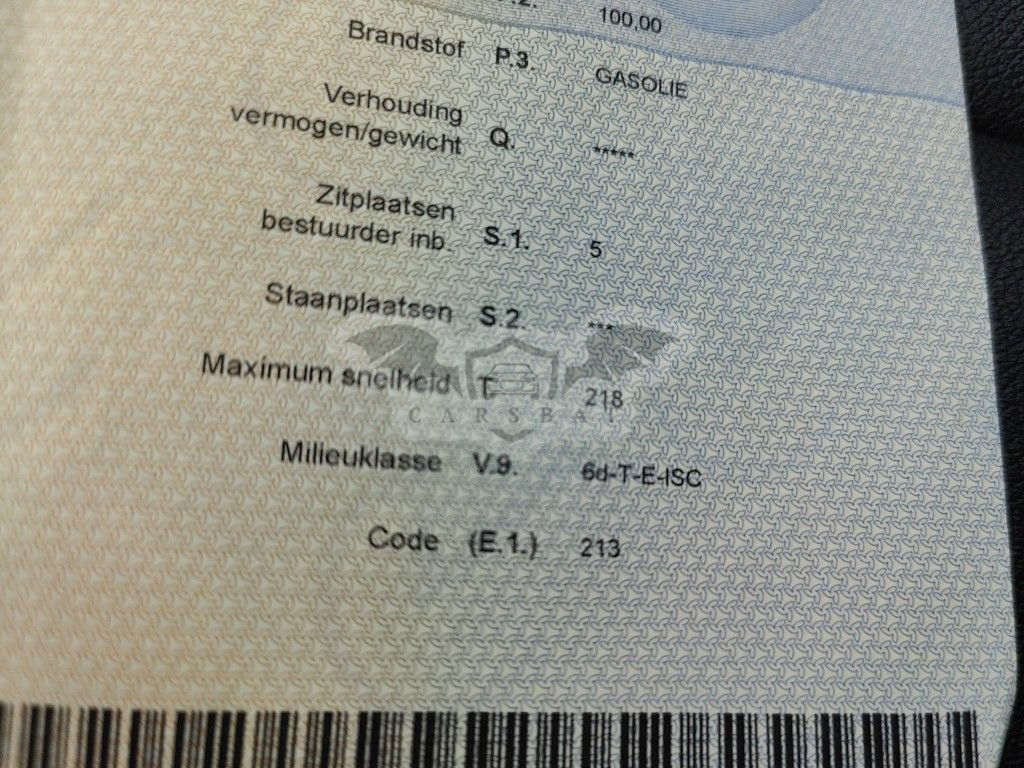 .2. 100,00
Brandstof P.3. GASOLIE
Verhouding
vermogen/gewicht Q. *****
Zitplaatsen
bestuurder inb. S.1. 5
Staanplaatsen S.2. ***
Maximum snelheid T 218
CARSBAT
Milieuklasse V.9. 6d-T-E-ISC
Code (E.1.) 213